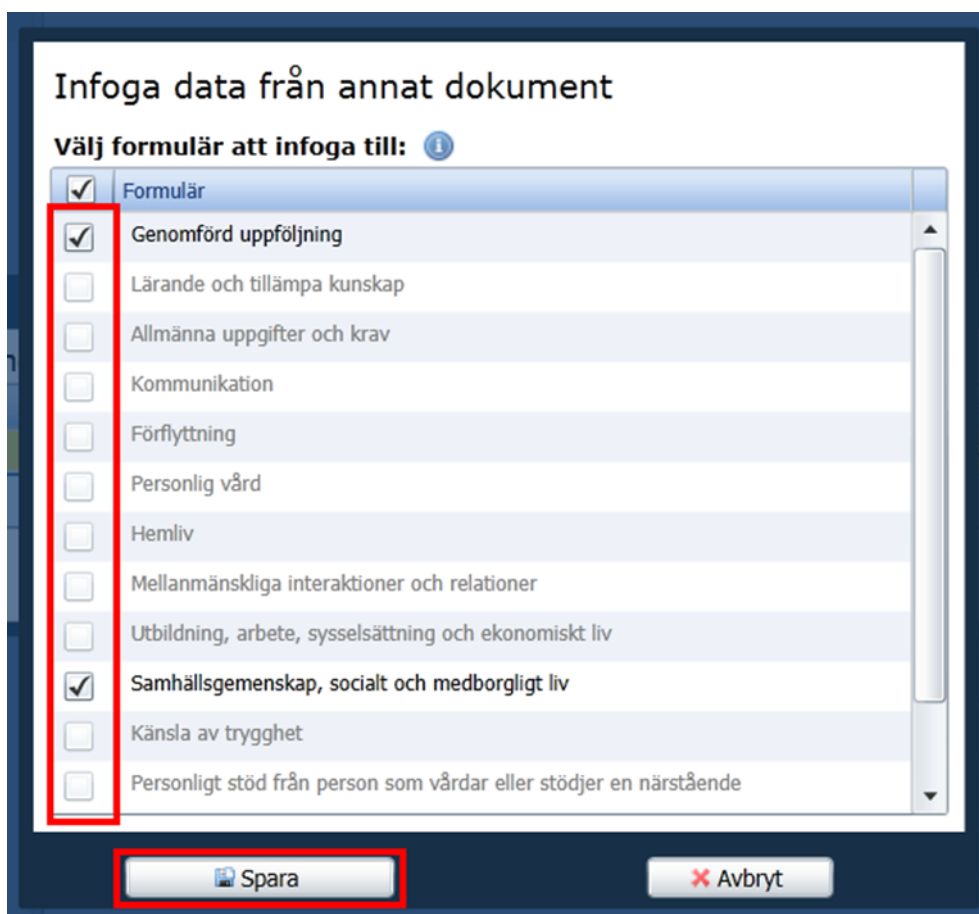 Infoga data från annat dokument
Välj formulär att infoga till:
Formulär
Genomförd uppföljning
Lärande och tillämpa kunskap
Allmänna uppgifter och krav
Kommunikation
Förflyttning
Personlig vård
Hemliv
Mellanmänskliga interaktioner och relationer
Utbildning, arbete, sysselsättning och ekonomiskt liv
Samhällsgemenskap, socialt och medborgligt liv
Känsla av trygghet
Personligt stöd från person som vårdar eller stödjer en närstående
Spara
Avbryt